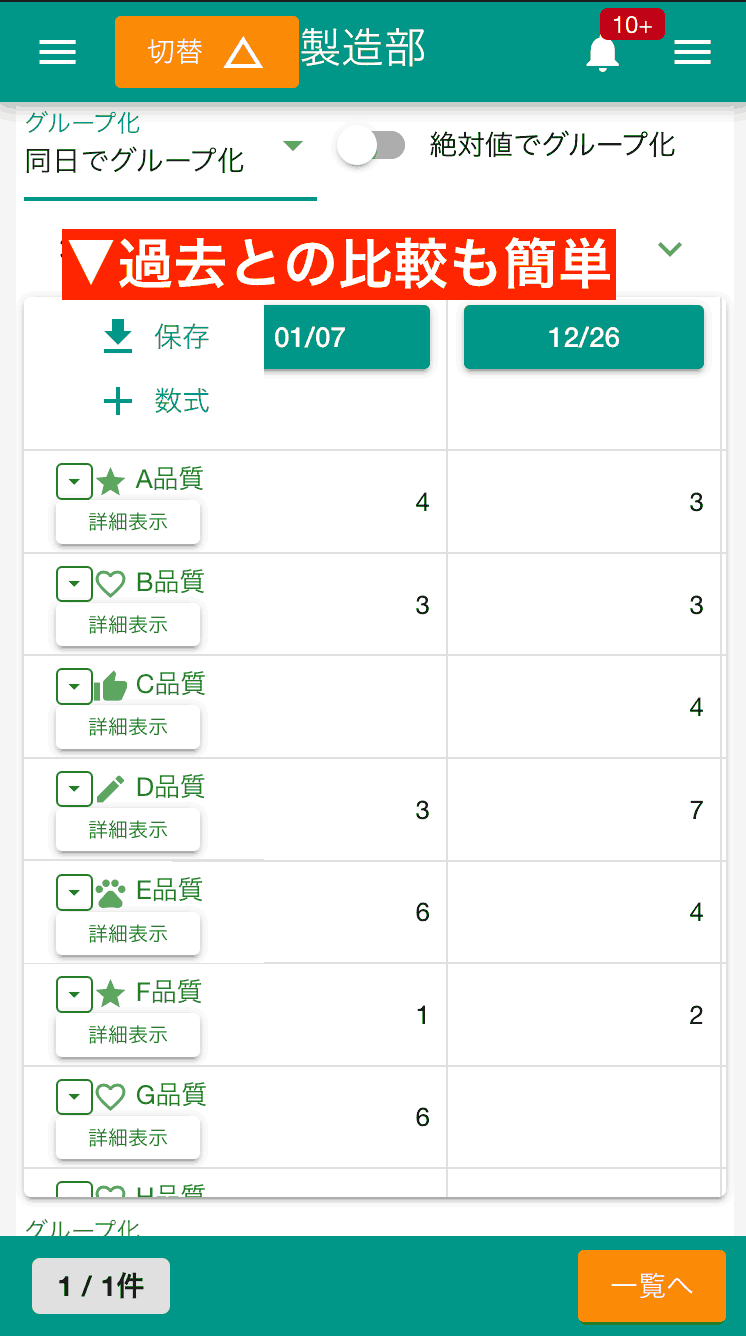 切替 製造部 10+
グループ化
同日でグループ化 絶対値でグループ化
▼過去との比較も簡単
保存 01/07 12/26
数式
A品質 4 3
詳細表示
B品質 3 3
詳細表示
C品質 4
詳細表示
D品質 3 7
詳細表示
E品質 6 4
詳細表示
F品質 1 2
詳細表示
G品質 6
詳細表示
H品質
グループ化
1 / 1件 一覧へ